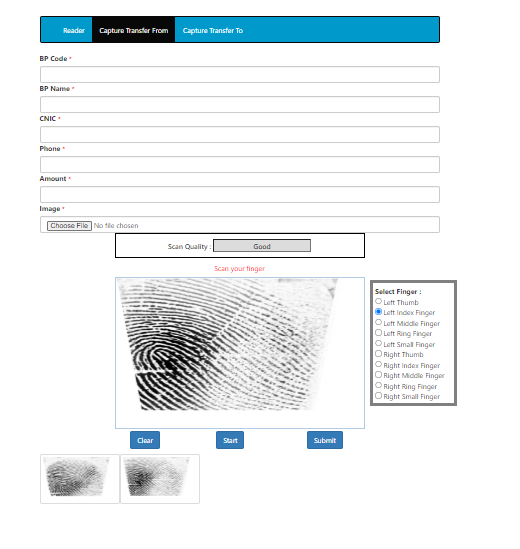 Reader Capture Transfer From Capture Transfer To
BP Code *
BP Name *
CNIC *
Phone *
Amount *
Image *
Choose File No file chosen
Scan Quality : Good
Scan your finger
Select Finger :
Left Thumb
Left Index Finger
Left Middle Finger
Left Ring Finger
Left Small Finger
Right Thumb
Right Index Finger
Right Middle Finger
Right Ring Finger
Right Small Finger
Clear Start Submit